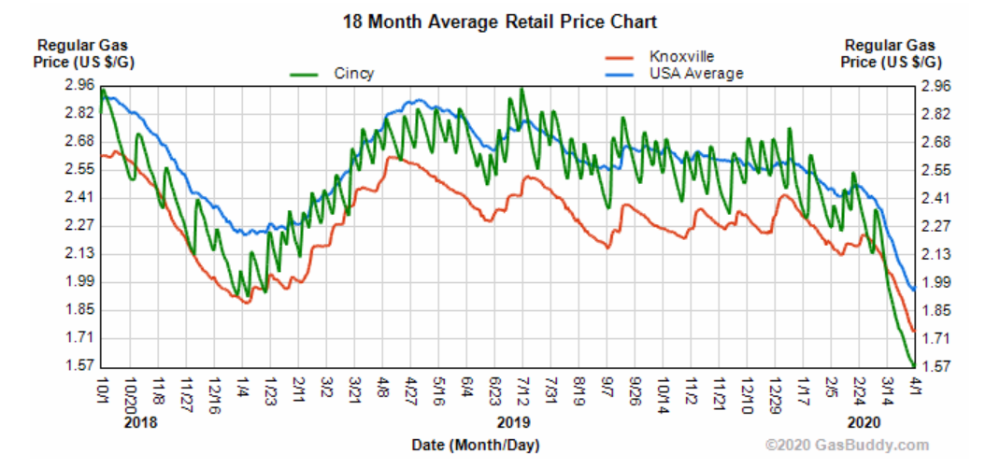 18 Month Average Retail Price Chart
Regular Gas
Price (US $/G)
Cincy
Knoxville
USA Average
Regular Gas
Price (US $/G)
2.96 2.96
2.82 2.82
2.68 2.68
2.55 2.55
2.41 2.41
2.27 2.27
2.13 2.13
1.99 1.99
1.85 1.85
1.71 1.71
1.57 1.57
10/1 10/20 11/8 11/27 12/16 1/4 1/23 2/11 3/2 3/21 4/8 4/27 5/16 6/4 6/23 7/12 7/31 8/19 9/7 9/26 10/14 11/2 11/21 12/10 12/29 1/17 2/5 2/24 3/14 4/1
2018 2019 2020
Date (Month/Day)
©2020 GasBuddy.com